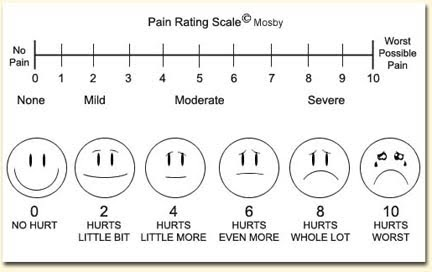 Pain Rating Scale© Mosby
No Pain
Worst Possible Pain
0 1 2 3 4 5 6 7 8 9 10
None Mild Moderate Severe
0 2 4 6 8 10
NO HURT
HURTS LITTLE BIT
HURTS LITTLE MORE
HURTS EVEN MORE
HURTS WHOLE LOT
HURTS WORST